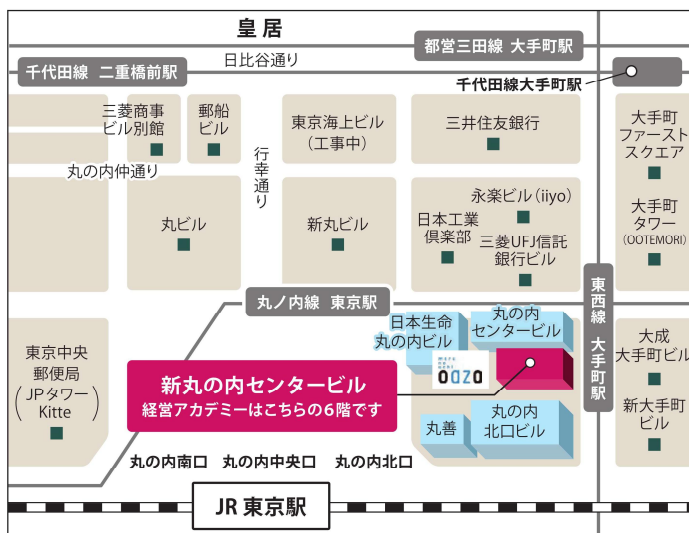 皇居
都営三田線 大手町駅
日比谷通り
千代田線 二重橋前駅
千代田線大手町駅
三菱商事
ビル別館
郵船
ビル
東京海上ビル
(工事中)
三井住友銀行
大手町
ファースト
スクエア
行幸通り
丸の内仲通り
丸ビル
新丸ビル
永楽ビル(iiyo)
日本工業
倶楽部
三菱UFJ信託
銀行ビル
大手町
タワー
(OOTEMORI)
東西線 大手町駅
丸ノ内線 東京駅
日本生命
丸の内ビル
丸の内
センタービル
大成
大手町ビル
東京中央
郵便局
(JPタワー
Kitte)
marunouchi
oazo
新丸の内センタービル
経営アカデミーはこちらの6階です
丸善
丸の内
北口ビル
新大手町
ビル
丸の内南口 丸の内中央口 丸の内北口
JR 東京駅